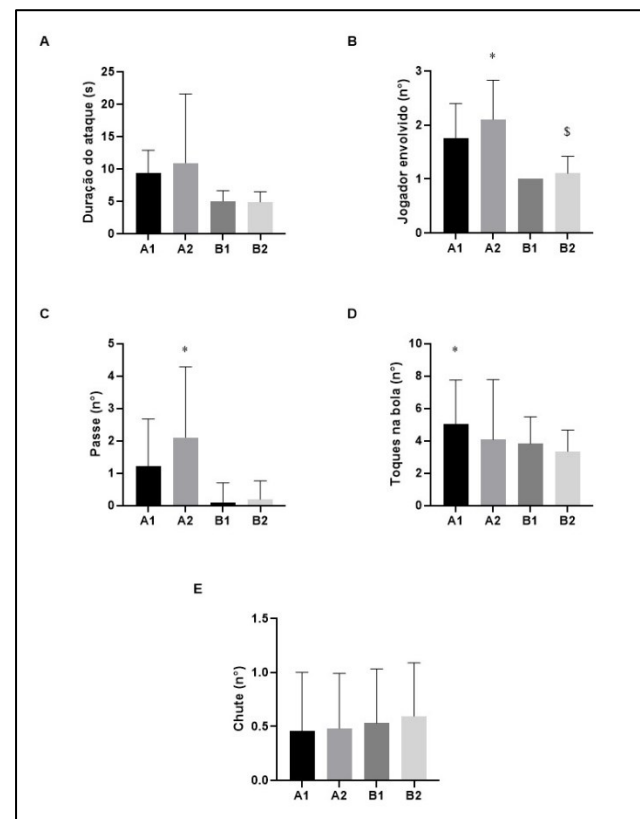 A
Duração do ataque (s)
25
20
15
10
5
0
A1 A2 B1 B2
B
Jogador envolvido (n°)
3
2
1
0
*
$
A1 A2 B1 B2
C
Passe (n°)
5
4
3
2
1
0
*
A1 A2 B1 B2
D
Toques na bola (n°)
10
8
6
4
2
0
*
A1 A2 B1 B2
E
Chute (n°)
1.5
1.0
0.5
0.0
A1 A2 B1 B2